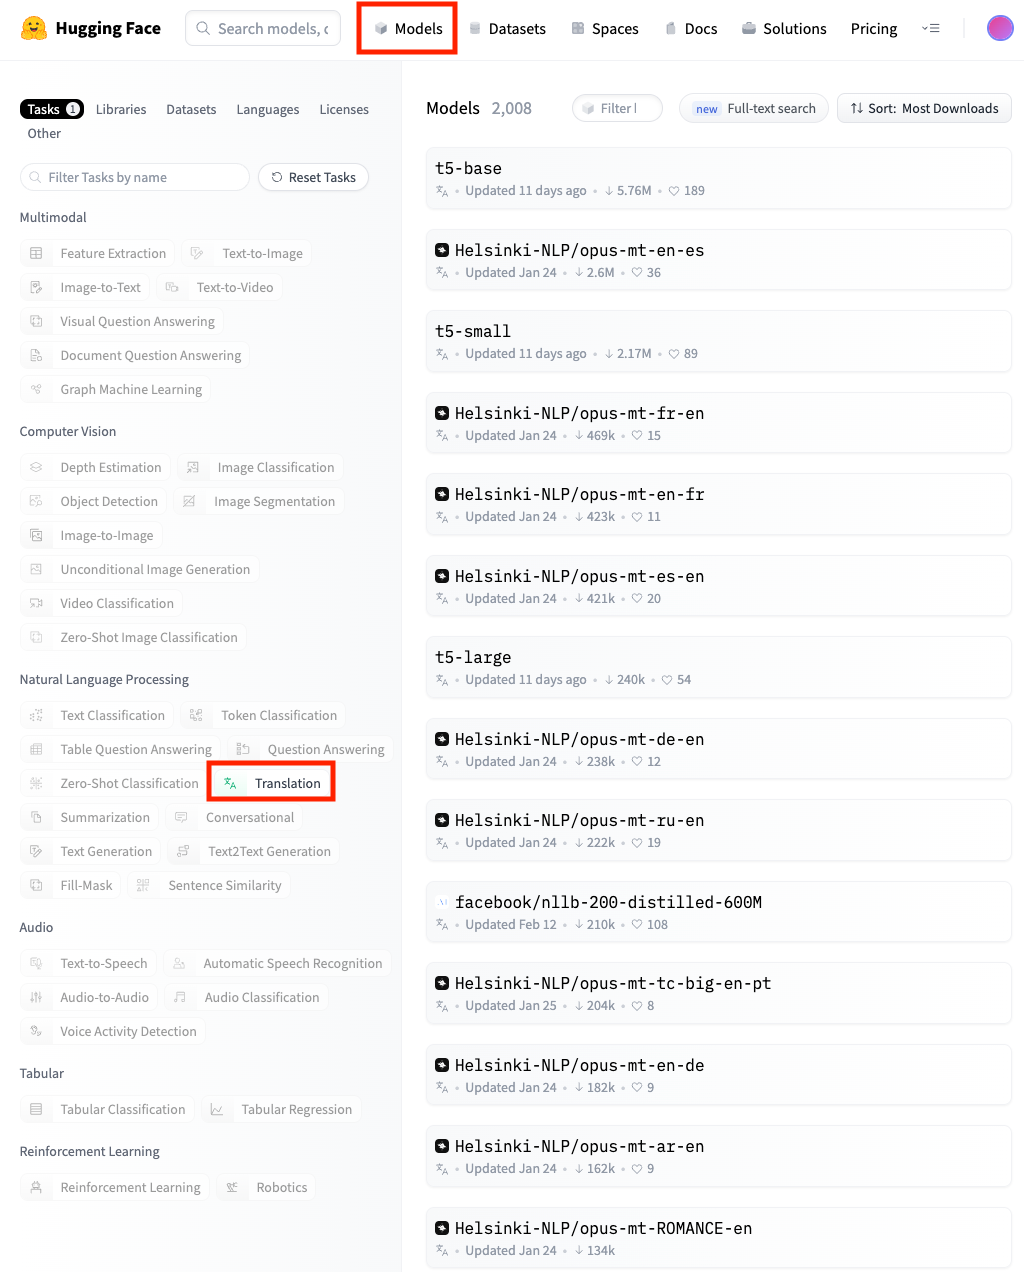 Hugging Face
Search models, c
Models
Datasets
Spaces
Docs
Solutions
Pricing
Tasks 1
Libraries
Datasets
Languages
Licenses
Other
Filter Tasks by name
Reset Tasks
Multimodal
Feature Extraction
Text-to-Image
Image-to-Text
Text-to-Video
Visual Question Answering
Document Question Answering
Graph Machine Learning
Computer Vision
Depth Estimation
Image Classification
Object Detection
Image Segmentation
Image-to-Image
Unconditional Image Generation
Video Classification
Zero-Shot Image Classification
Natural Language Processing
Text Classification
Token Classification
Table Question Answering
Question Answering
Zero-Shot Classification
Translation
Summarization
Conversational
Text Generation
Text2Text Generation
Fill-Mask
Sentence Similarity
Audio
Text-to-Speech
Automatic Speech Recognition
Audio-to-Audio
Audio Classification
Voice Activity Detection
Tabular
Tabular Classification
Tabular Regression
Reinforcement Learning
Reinforcement Learning
Robotics
Models 2,008
Filter
new Full-text search
↑↓ Sort: Most Downloads
t5-base
• Updated 11 days ago • ↓ 5.76M • ♡ 189
Helsinki-NLP/opus-mt-en-es
• Updated Jan 24 • ↓ 2.6M • ♡ 36
t5-small
• Updated 11 days ago • ↓ 2.17M • ♡ 89
Helsinki-NLP/opus-mt-fr-en
• Updated Jan 24 • ↓ 469k • ♡ 15
Helsinki-NLP/opus-mt-en-fr
• Updated Jan 24 • ↓ 423k • ♡ 11
Helsinki-NLP/opus-mt-es-en
• Updated Jan 24 • ↓ 421k • ♡ 20
t5-large
• Updated 11 days ago • ↓ 240k • ♡ 54
Helsinki-NLP/opus-mt-de-en
• Updated Jan 24 • ↓ 238k • ♡ 12
Helsinki-NLP/opus-mt-ru-en
• Updated Jan 24 • ↓ 222k • ♡ 19
facebook/nllb-200-distilled-600M
• Updated Feb 12 • ↓ 210k • ♡ 108
Helsinki-NLP/opus-mt-tc-big-en-pt
• Updated Jan 25 • ↓ 204k • ♡ 8
Helsinki-NLP/opus-mt-en-de
• Updated Jan 24 • ↓ 182k • ♡ 9
Helsinki-NLP/opus-mt-ar-en
• Updated Jan 24 • ↓ 162k • ♡ 9
Helsinki-NLP/opus-mt-ROMANCE-en
• Updated Jan 24 • ↓ 134k